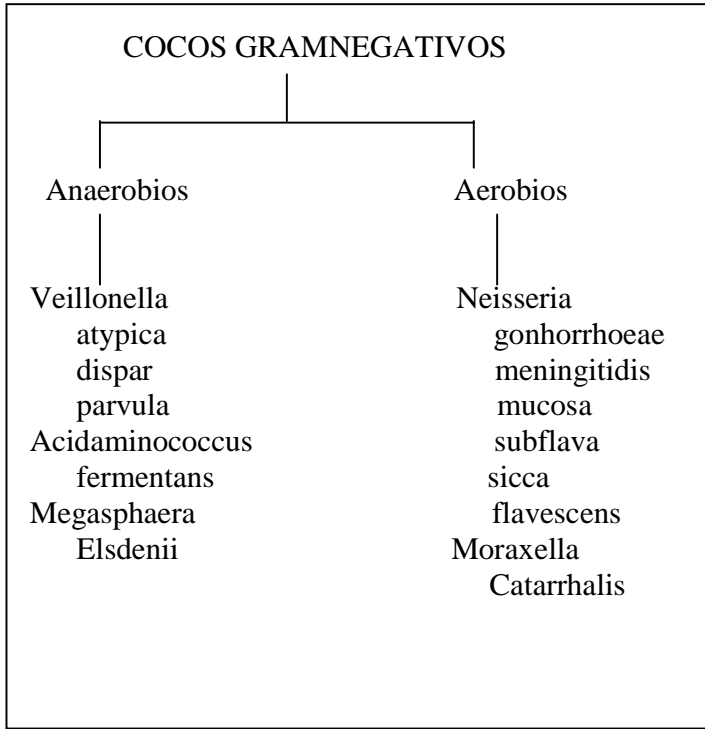 COCOS GRAMNEGATIVOS
Anaerobios
Aerobios
Veillonella
atypica
dispar
parvula
Acidaminococcus
fermentans
Megasphaera
Elsdenii
Neisseria
gonhorrhoeae
meningitidis
mucosa
subflava
sicca
flavescens
Moraxella
Catarrhalis